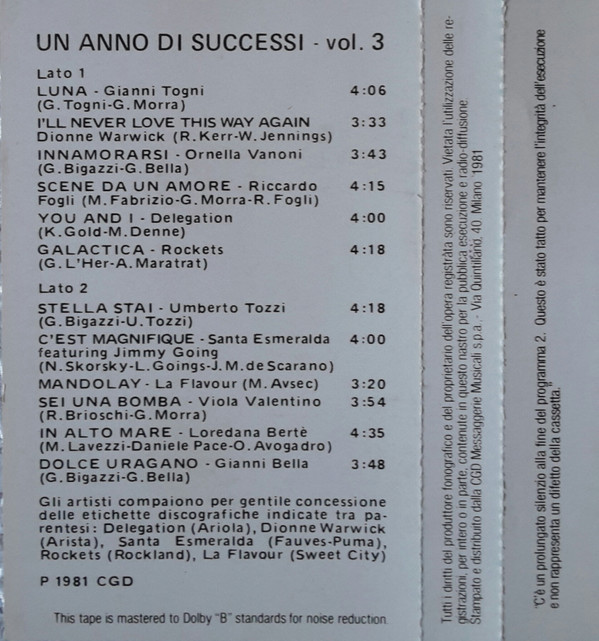 UN ANNO DI SUCCESSI - vol. 3
Lato 1
LUNA - Gianni Togni 4:06
(G. Togni-G. Morra)
I'LL NEVER LOVE THIS WAY AGAIN 3:33
Dionne Warwick (R. Kerr-W. Jennings)
INNAMORARSI - Ornella Vanoni 3:43
(G. Bigazzi-G. Bella)
SCENE DA UN AMORE - Riccardo 4:15
Fogli (M. Fabrizio-G. Morra-R. Fogli)
YOU AND I - Delegation 4:00
(K. Gold-M. Denne)
GALACTICA - Rockets 4:18
(G. L'Her-A. Maratrat)
Lato 2
STELLA STAI - Umberto Tozzi 4:18
(G. Bigazzi-U. Tozzi)
C'EST MAGNIFIQUE - Santa Esmeralda 4:00
featuring Jimmy Going
(N. Skorsky-L. Goings-J. M. de Scarano)
MANDOLAY - La Flavour (M. Avsec) 3:20
SEI UNA BOMBA - Viola Valentino 3:54
(R. Brioschi-G. Morra)
IN ALTO MARE - Loredana Bertè 4:35
(M. Lavezzi-Daniele Pace-O. Avogadro)
DOLCE URAGANO - Gianni Bella 3:48
(G. Bigazzi-G. Bella)
Gli artisti compaiono per gentile concessione
delle etichette discografiche indicate tra pa-
rentesi: Delegation (Ariola), Dionne Warwick
(Arista), Santa Esmeralda (Fauves-Puma),
Rockets (Rockland), La Flavour (Sweet City)
P 1981 CGD
This tape is mastered to Dolby "B" standards for noise reduction
Tutti i diritti del produttore fonografico e del proprietario dell'opera registrata sono riservati. Vietata l'utilizzazione delle re-
gistrazioni, per intero o in parte, contenute in questo nastro per la pubblica esecuzione e radio-diffusione.
Stampato e distribuito dalla CGD Messaggerie Musicali s.p.a. - Via Quintiliano, 40 Milano 1981
"C'è un prolungato silenzio alla fine del programma 2. Questo è stato fatto per mantenere l'integrità dell'esecuzione
e non rappresenta un difetto della cassetta."